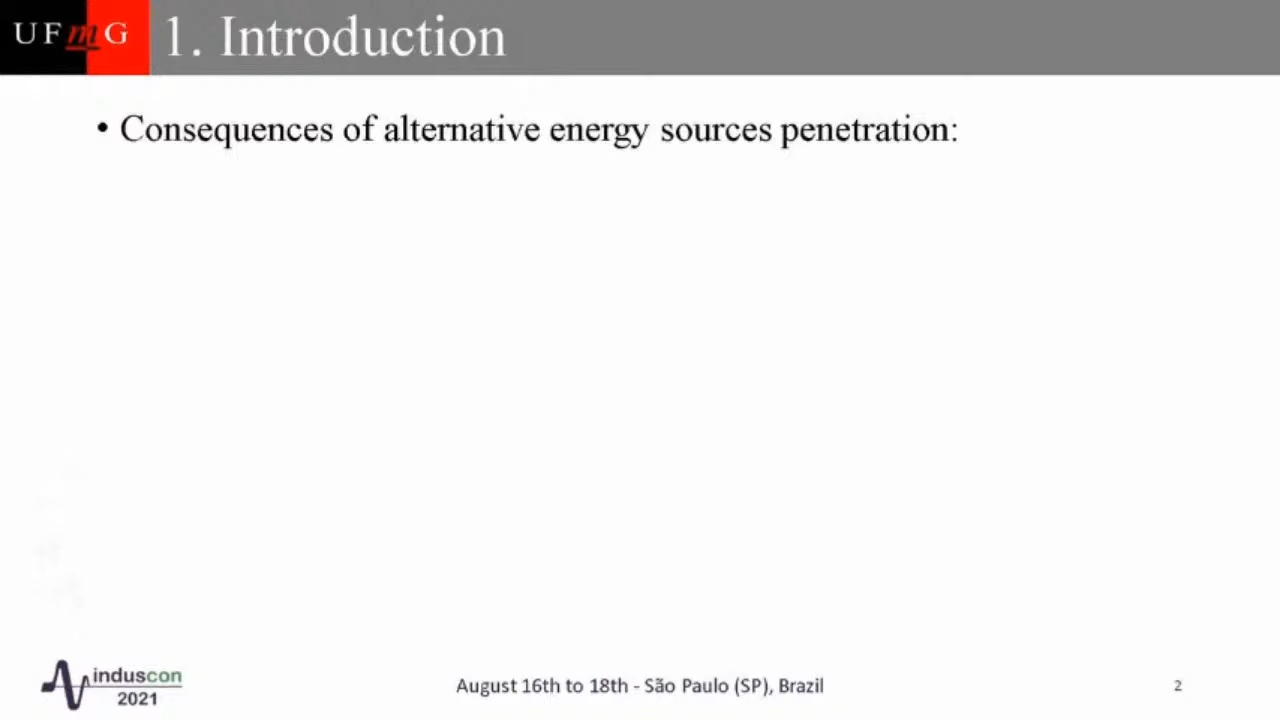 UFmG
1. Introduction
• Consequences of alternative energy sources penetration:
induscon
2021
August 16th to 18th - São Paulo (SP), Brazil
2